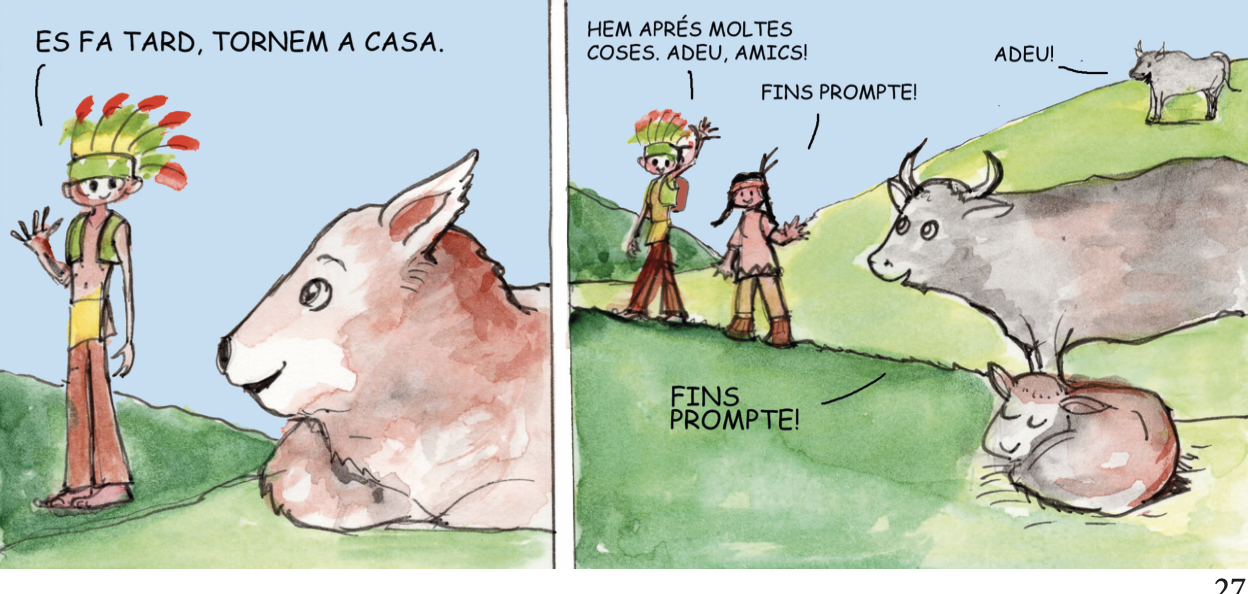 ES FA TARD, TORNEM A CASA.
HEM APRÉS MOLTES
COSES. ADEU, AMICS!
FINS PROMPTE!
ADEU!
FINS
PROMPTE!
27